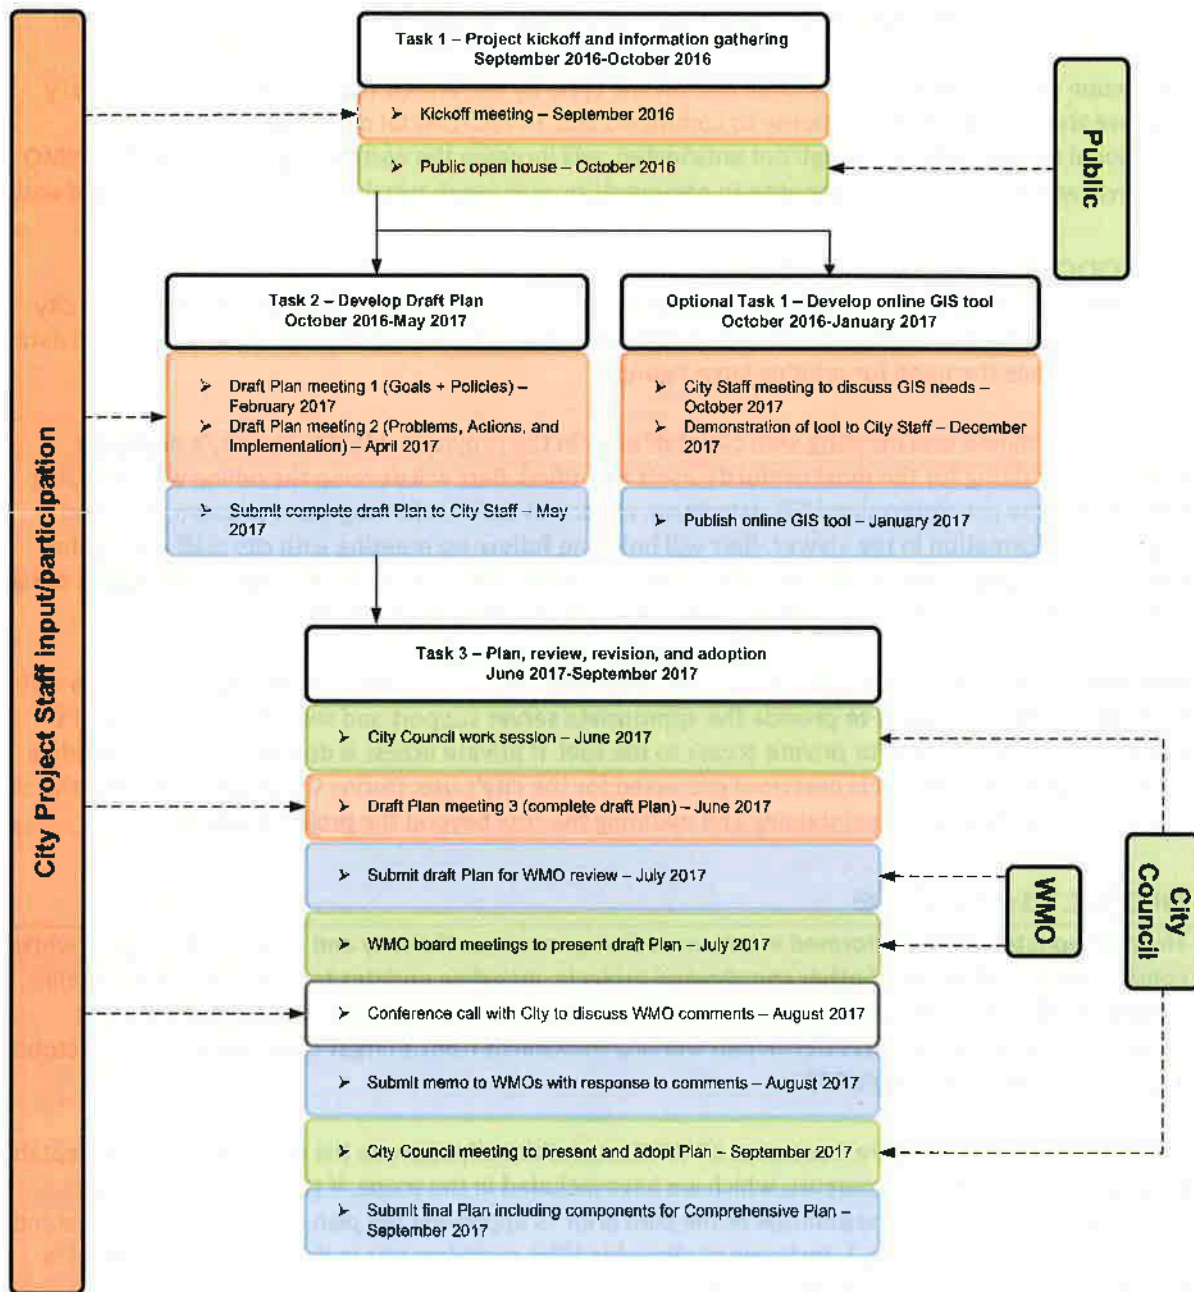 Task 1 – Project kickoff and information gathering
September 2016-October 2016
➢ Kickoff meeting – September 2016
➢ Public open house – October 2016
Public
City Project Staff input/participation
Task 2 – Develop Draft Plan
October 2016-May 2017
➢ Draft Plan meeting 1 (Goals + Policies) –
February 2017
➢ Draft Plan meeting 2 (Problems, Actions, and
Implementation) – April 2017
➢ Submit complete draft Plan to City Staff – May
2017
Optional Task 1 – Develop online GIS tool
October 2016-January 2017
➢ City Staff meeting to discuss GIS needs –
October 2017
➢ Demonstration of tool to City Staff – December
2017
➢ Publish online GIS tool – January 2017
Task 3 – Plan, review, revision, and adoption
June 2017-September 2017
➢ City Council work session – June 2017
➢ Draft Plan meeting 3 (complete draft Plan) – June 2017
➢ Submit draft Plan for WMO review – July 2017
➢ WMO board meetings to present draft Plan – July 2017
➢ Conference call with City to discuss WMO comments – August 2017
➢ Submit memo to WMOs with response to comments – August 2017
➢ City Council meeting to present and adopt Plan – September 2017
➢ Submit final Plan including components for Comprehensive Plan –
September 2017
WMO
City
Council